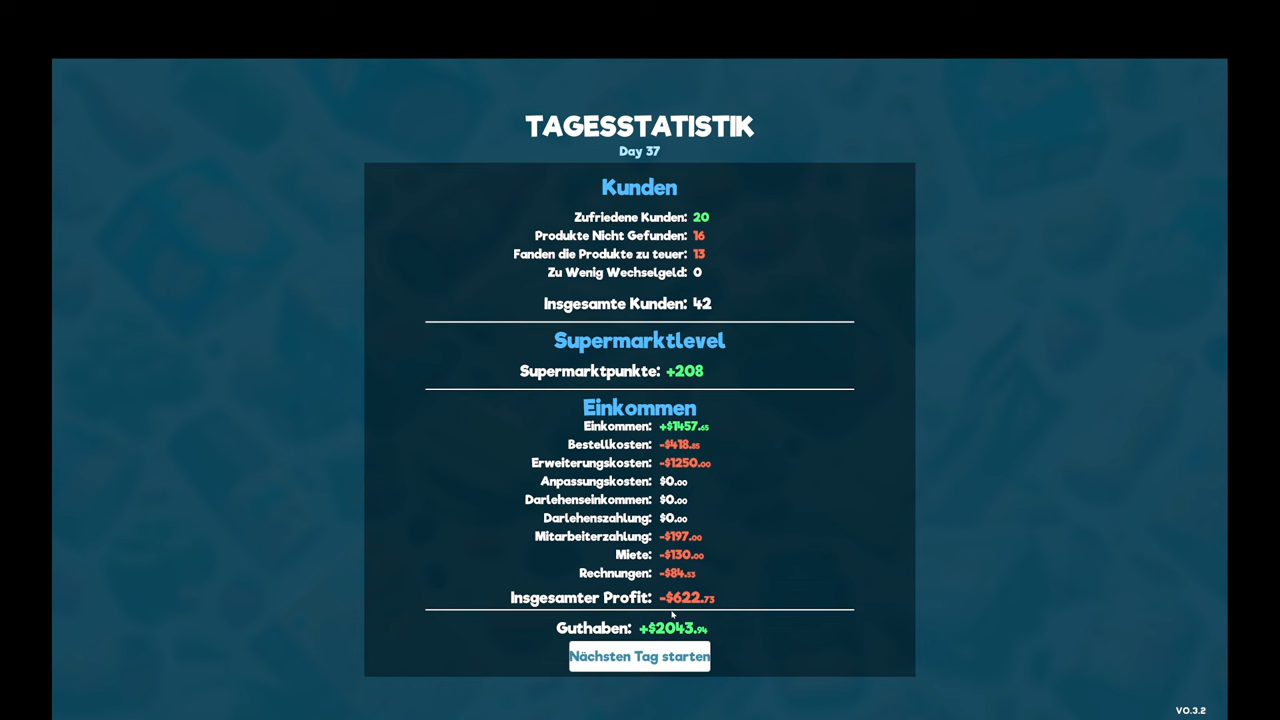 TAGESSTATISTIK
Day 37
Kunden
Zufriedene Kunden: 20
Produkte Nicht Gefunden: 16
Fanden die Produkte zu teuer: 13
Zu Wenig Wechselgeld: 0
Insgesamte Kunden: 42
Supermarktlevel
Supermarktpunkte: +208
Einkommen
Einkommen: +$1457.65
Bestellkosten: -$418.85
Erweiterungskosten: -$1250.00
Anpassungskosten: $0.00
Darlehenseinkommen: $0.00
Darlehenszahlung: $0.00
Mitarbeiterzahlung: -$197.00
Miete: -$130.00
Rechnungen: -$84.53
Insgesamter Profit: -$622.73
Guthaben: +$2043.94
Nächsten Tag starten
V0.3.2